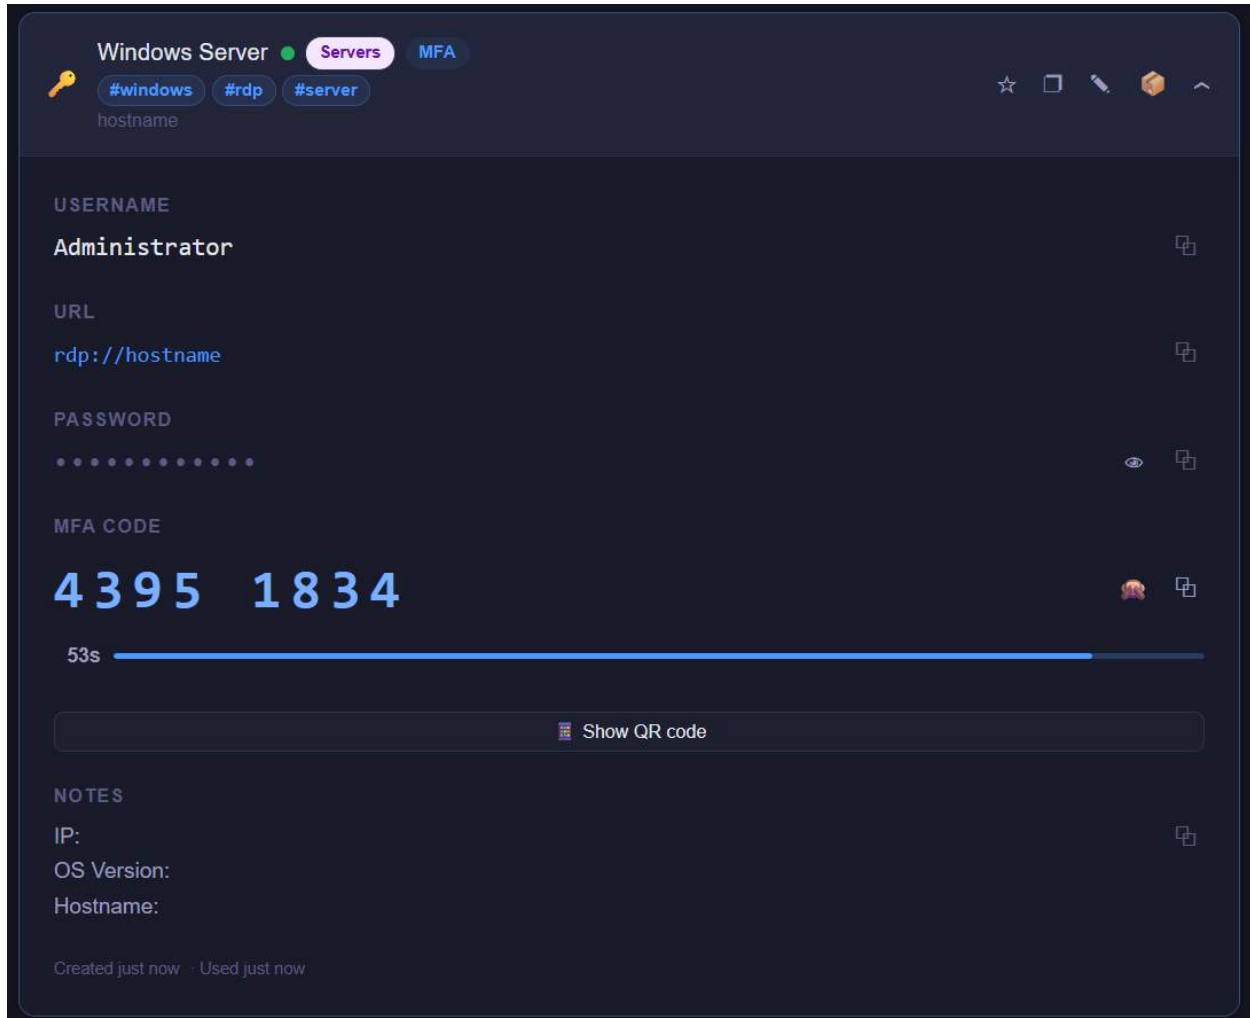 Windows Server Servers MFA
#windows #rdp #server
hostname
USERNAME
Administrator
URL
rdp://hostname
PASSWORD
••••••••••••
MFA CODE
4395 1834
53s
Show QR code
NOTES
IP:
OS Version:
Hostname:
Created just now · Used just now